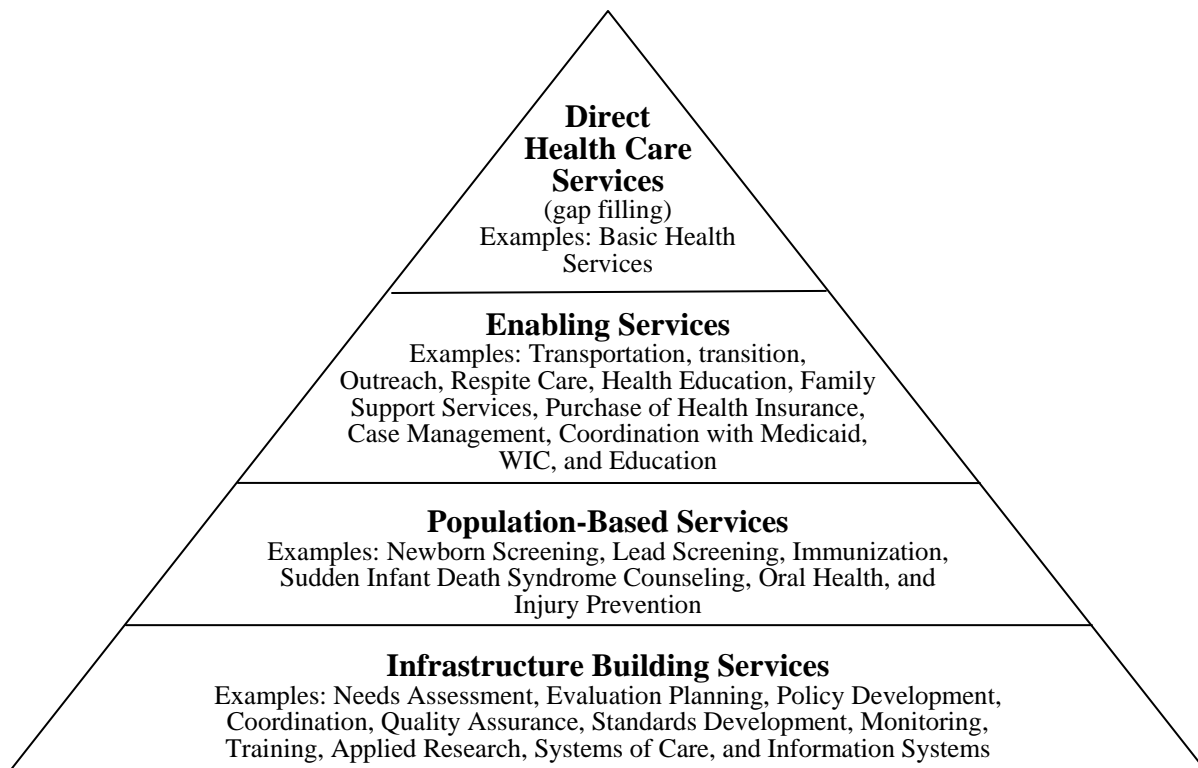 Direct
Health Care
Services
(gap filling)
Examples: Basic Health
Services
Enabling Services
Examples: Transportation, transition,
Outreach, Respite Care, Health Education, Family
Support Services, Purchase of Health Insurance,
Case Management, Coordination with Medicaid,
WIC, and Education
Population-Based Services
Examples: Newborn Screening, Lead Screening, Immunization,
Sudden Infant Death Syndrome Counseling, Oral Health, and
Injury Prevention
Infrastructure Building Services
Examples: Needs Assessment, Evaluation Planning, Policy Development,
Coordination, Quality Assurance, Standards Development, Monitoring,
Training, Applied Research, Systems of Care, and Information Systems